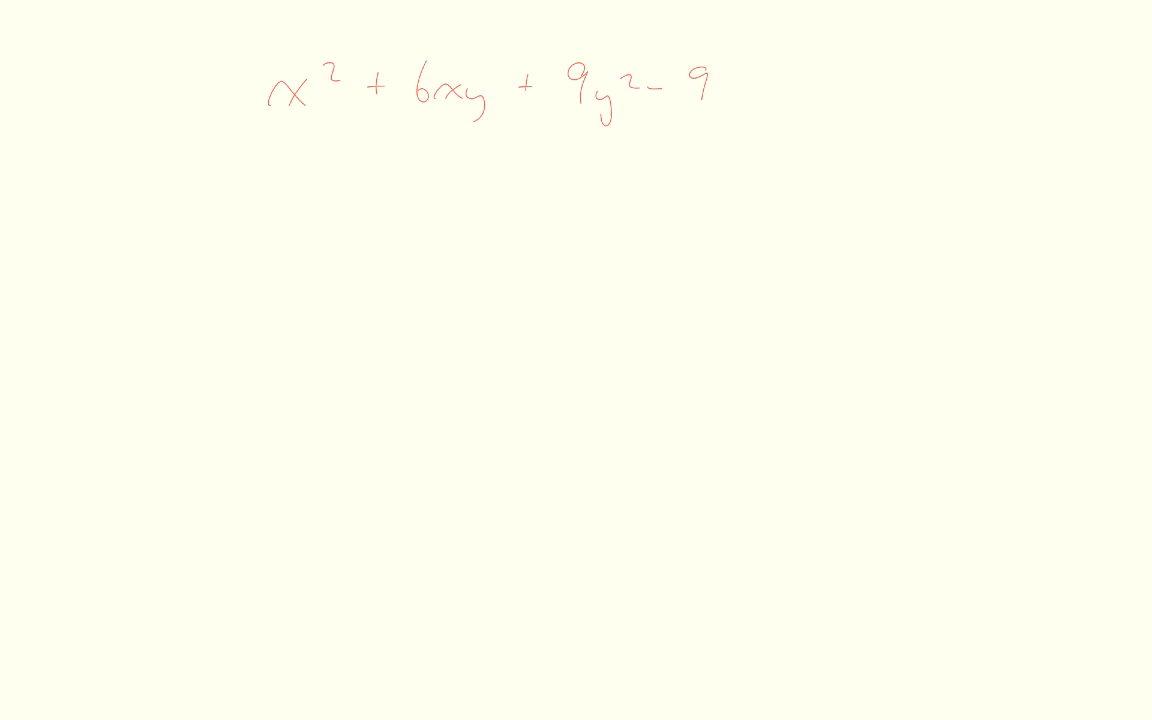 x² + 6xy + 9y² - 9